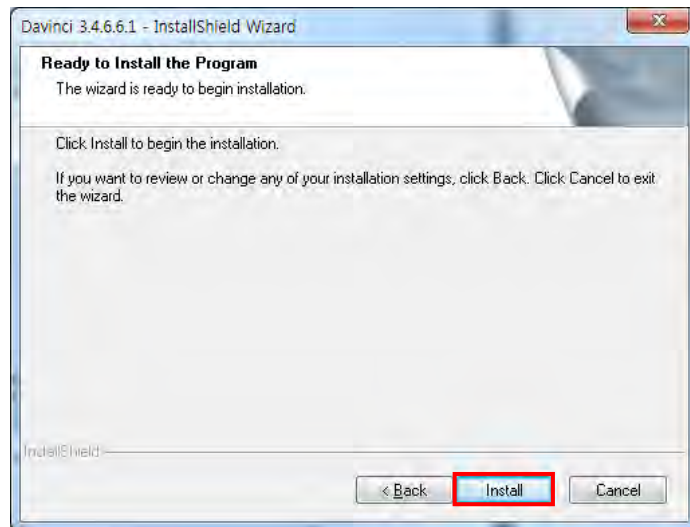 Davinci 3.4.6.6.1 - InstallShield Wizard
Ready to Install the Program
The wizard is ready to begin installation.
Click Install to begin the installation.
If you want to review or change any of your installation settings, click Back. Click Cancel to exit
the wizard.
InstallShield
< Back Install Cancel